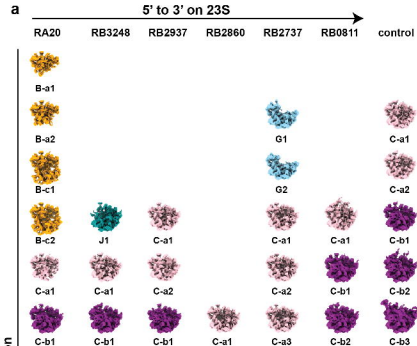 a
5' to 3' on 23S
RA20 RB3248 RB2937 RB2860 RB2737 RB0811 control
B-a1
B-a2 G1 C-a1
B-c1 G2 C-a2
B-c2 J1 C-a1 C-a1 C-a1 C-b1
C-a1 C-a1 C-a2 C-a2 C-b1 C-b2
C-b1 C-b1 C-b1 C-a1 C-a3 C-b2 C-b3